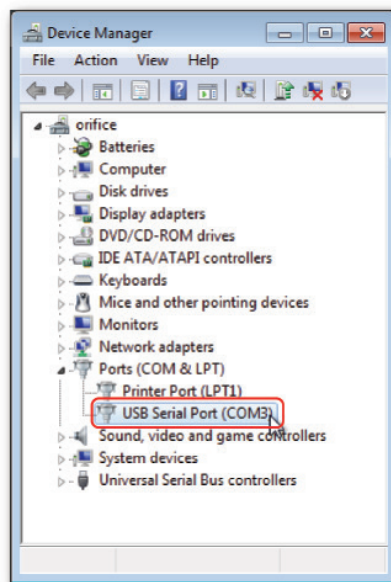 Device Manager
File Action View Help
orifice
Batteries
Computer
Disk drives
Display adapters
DVD/CD-ROM drives
IDE ATA/ATAPI controllers
Keyboards
Mice and other pointing devices
Monitors
Network adapters
Ports (COM & LPT)
Printer Port (LPT1)
USB Serial Port (COM3)
Sound, video and game controllers
System devices
Universal Serial Bus controllers